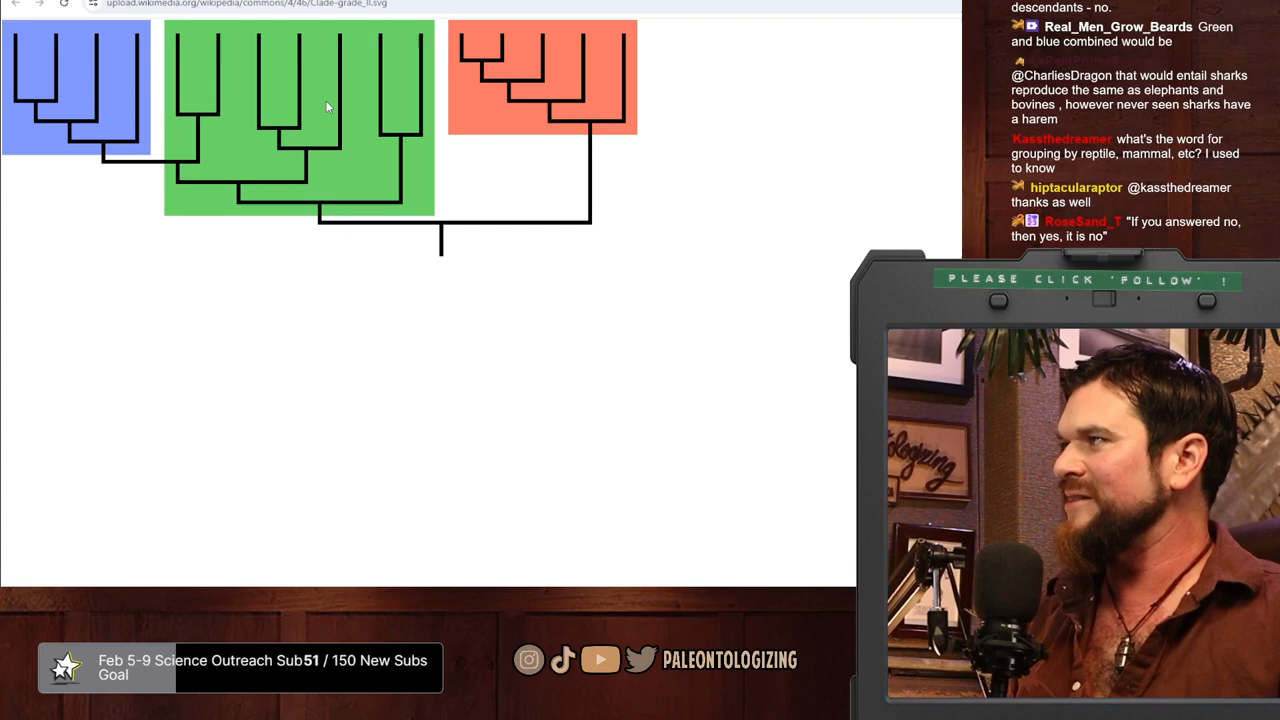 upload.wikimedia.org/wikipedia/commons/4/4b/Clade-grade_II.svg
descendants - no.
Real_Men_Grow_Beards Green
and blue combined would be
@CharliesDragon that would entail sharks
reproduce the same as elephants and
bovines , however never seen sharks have
a harem
Kassthedreamer what's the word for
grouping by reptile, mammal, etc? I used
to know
hiptacularaptor @kassthedreamer
thanks as well
RoseSand_T "If you answered no,
then yes, it is no"
PLEASE CLICK 'FOLLOW' !
ologizing
Feb 5-9 Science Outreach Sub 51 / 150 New Subs
Goal
PALEONTOLOGIZING